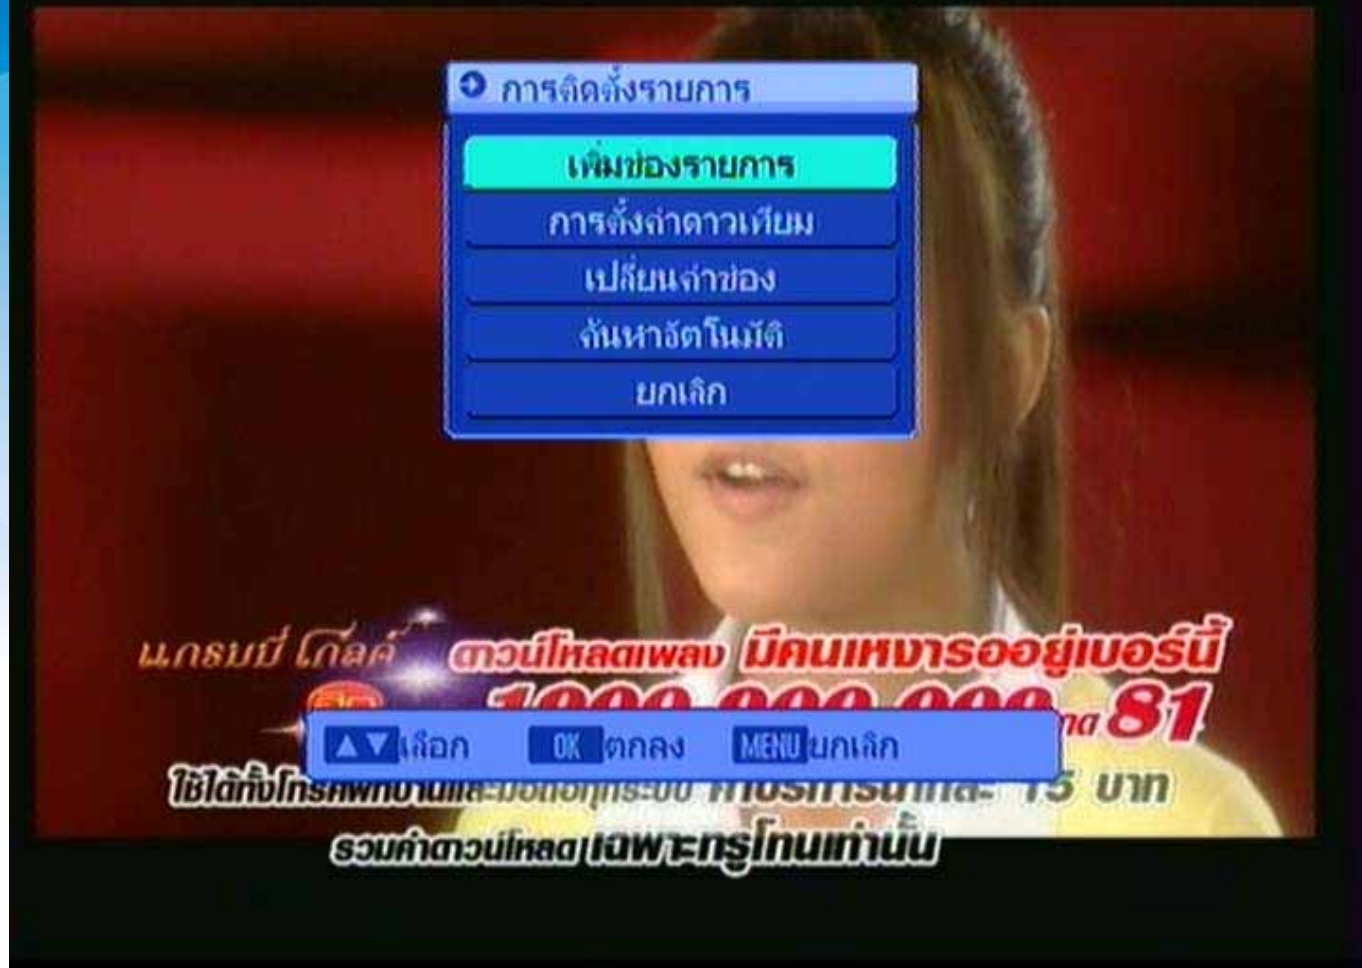 การติดตั้งรายการ
เพิ่มช่องรายการ
การตั้งค่าดาวเทียม
เปลี่ยนค่าช่อง
ค้นหาอัตโนมัติ
ยกเลิก
แกรมมี่ โกลด์ ดาวน์โหลดเพลง มีคนเหงารออยู่เบอร์นี้
1900 900 900 กด 81
▲▼เลือก OK ตกลง MENU ยกเลิก
ใช้ได้ทั้งโทรศัพท์บ้านและมือถือทุกระบบ ค่าบริการนาทีละ 15 บาท
รวมค่าดาวน์โหลด เฉพาะทรูโทนเท่านั้น